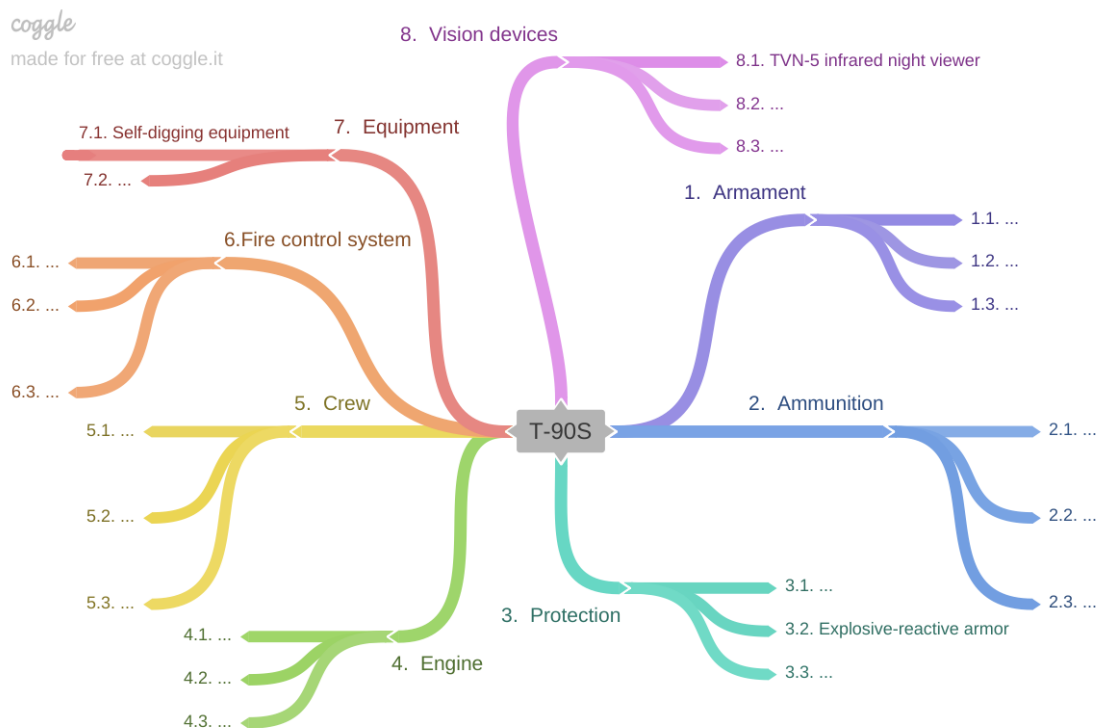 coggle
made for free at coggle.it
8. Vision devices
8.1. TVN-5 infrared night viewer
8.2. ...
8.3. ...
7.1. Self-digging equipment
7. Equipment
7.2. ...
1. Armament
1.1. ...
1.2. ...
1.3. ...
6.Fire control system
6.1. ...
6.2. ...
6.3. ...
5. Crew
5.1. ...
5.2. ...
5.3. ...
T-90S
2. Ammunition
2.1. ...
2.2. ...
2.3. ...
3. Protection
3.1. ...
3.2. Explosive-reactive armor
3.3. ...
4. Engine
4.1. ...
4.2. ...
4.3. ...